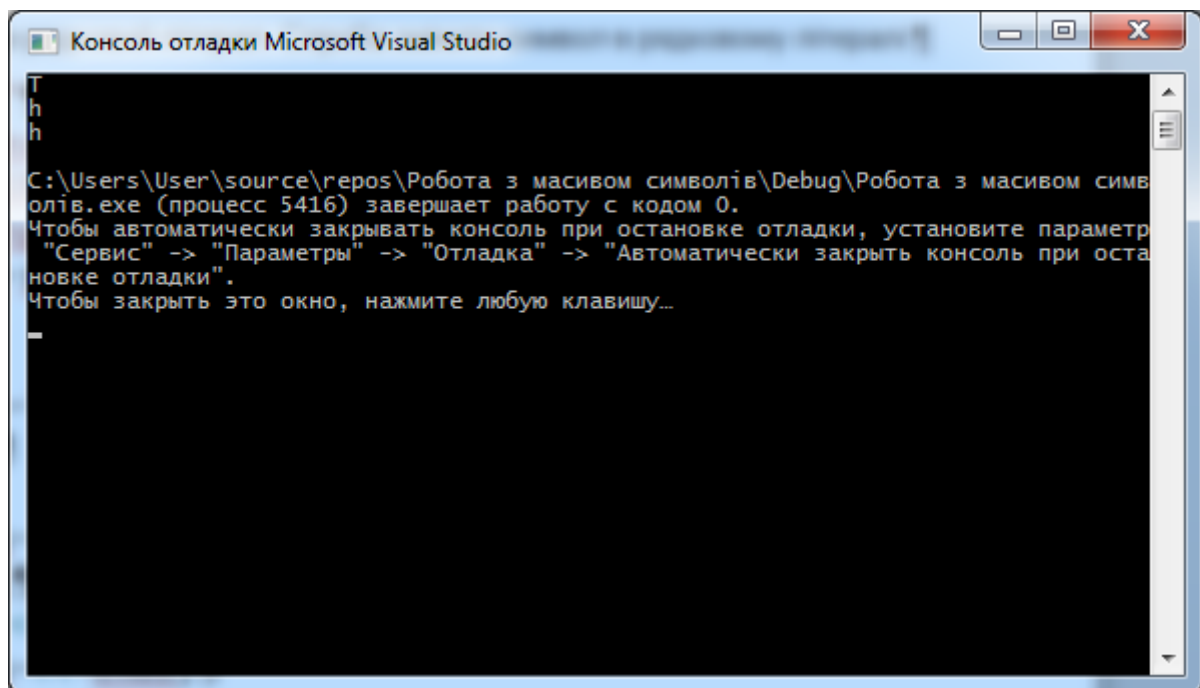 Консоль отладки Microsoft Visual Studio
T
h
h
C:\Users\User\source\repos\Робота з масивом символів\Debug\Робота з масивом симв
олів.exe (процесс 5416) завершает работу с кодом 0.
Чтобы автоматически закрывать консоль при остановке отладки, установите параметр
"Сервис" -> "Параметры" -> "Отладка" -> "Автоматически закрыть консоль при оста
новке отладки".
Чтобы закрыть это окно, нажмите любую клавишу…